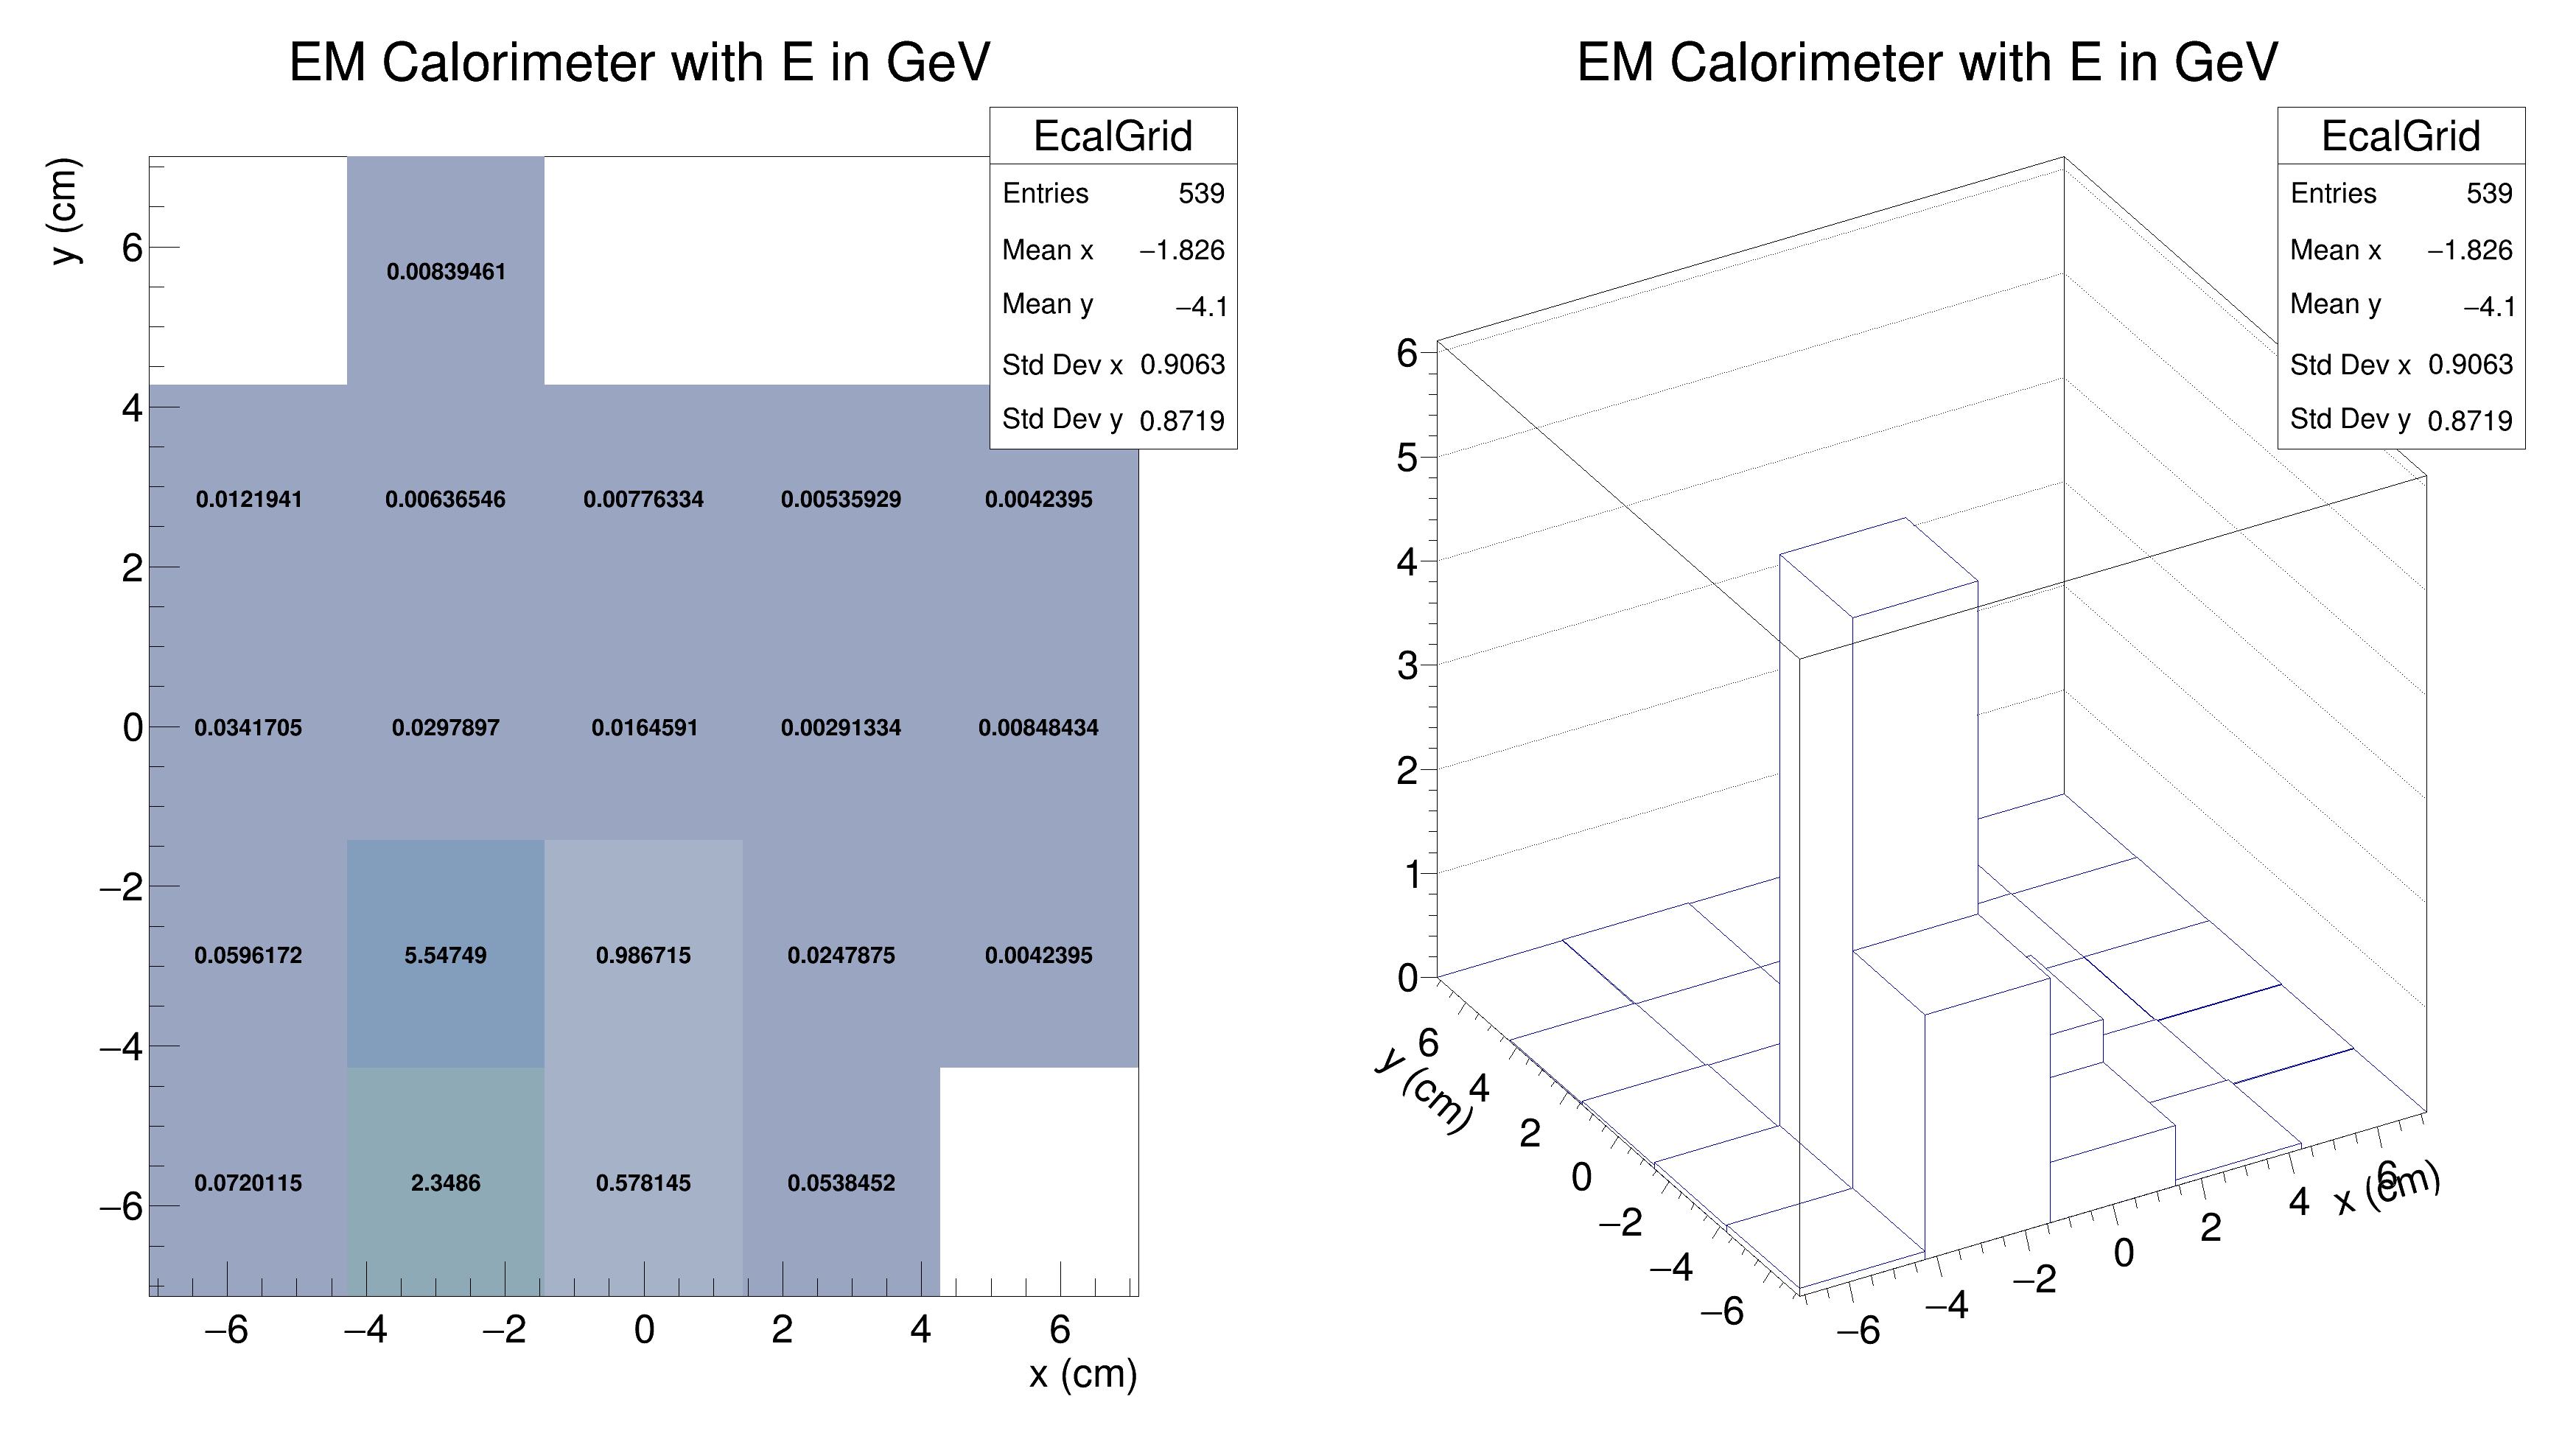 EM Calorimeter with E in GeV
EcalGrid
Entries 539
Mean x −1.826
Mean y −4.1
Std Dev x 0.9063
Std Dev y 0.8719
y (cm)
6
4
2
0
−2
−4
−6
0.00839461
0.0121941 0.00636546 0.00776334 0.00535929 0.0042395
0.0341705 0.0297897 0.0164591 0.00291334 0.00848434
0.0596172 5.54749 0.986715 0.0247875 0.0042395
0.0720115 2.3486 0.578145 0.0538452
−6 −4 −2 0 2 4 6
x (cm)
EM Calorimeter with E in GeV
EcalGrid
Entries 539
Mean x −1.826
Mean y −4.1
Std Dev x 0.9063
Std Dev y 0.8719
6
5
4
3
2
1
0
y (cm)
6
4
2
0
−2
−4
−6
−6 −4 −2 0 2 4 6
x (cm)